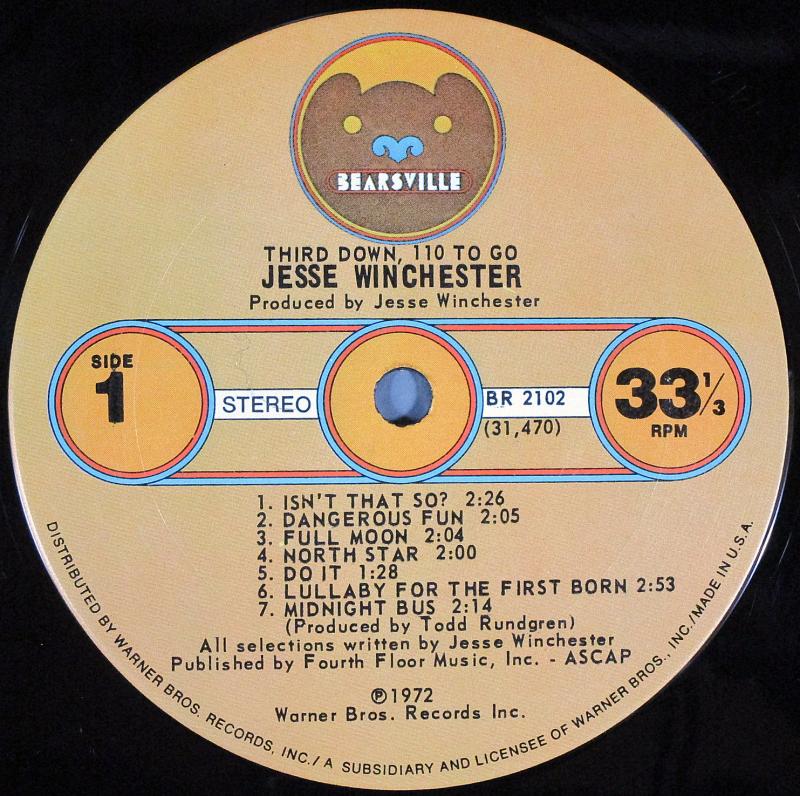 BEARSVILLE
THIRD DOWN, 110 TO GO
JESSE WINCHESTER
Produced by Jesse Winchester
SIDE
1
STEREO
BR 2102
(31,470)
33 1/3
RPM
1. ISN'T THAT SO? 2:26
2. DANGEROUS FUN 2:05
3. FULL MOON 2:04
4. NORTH STAR 2:00
5. DO IT 1:28
6. LULLABY FOR THE FIRST BORN 2:53
7. MIDNIGHT BUS 2:14
(Produced by Todd Rundgren)
All selections written by Jesse Winchester
Published by Fourth Floor Music, Inc. - ASCAP
℗1972
Warner Bros. Records Inc.
DISTRIBUTED BY WARNER BROS. RECORDS, INC./ A SUBSIDIARY AND LICENSEE OF WARNER BROS., INC./MADE IN U.S.A.